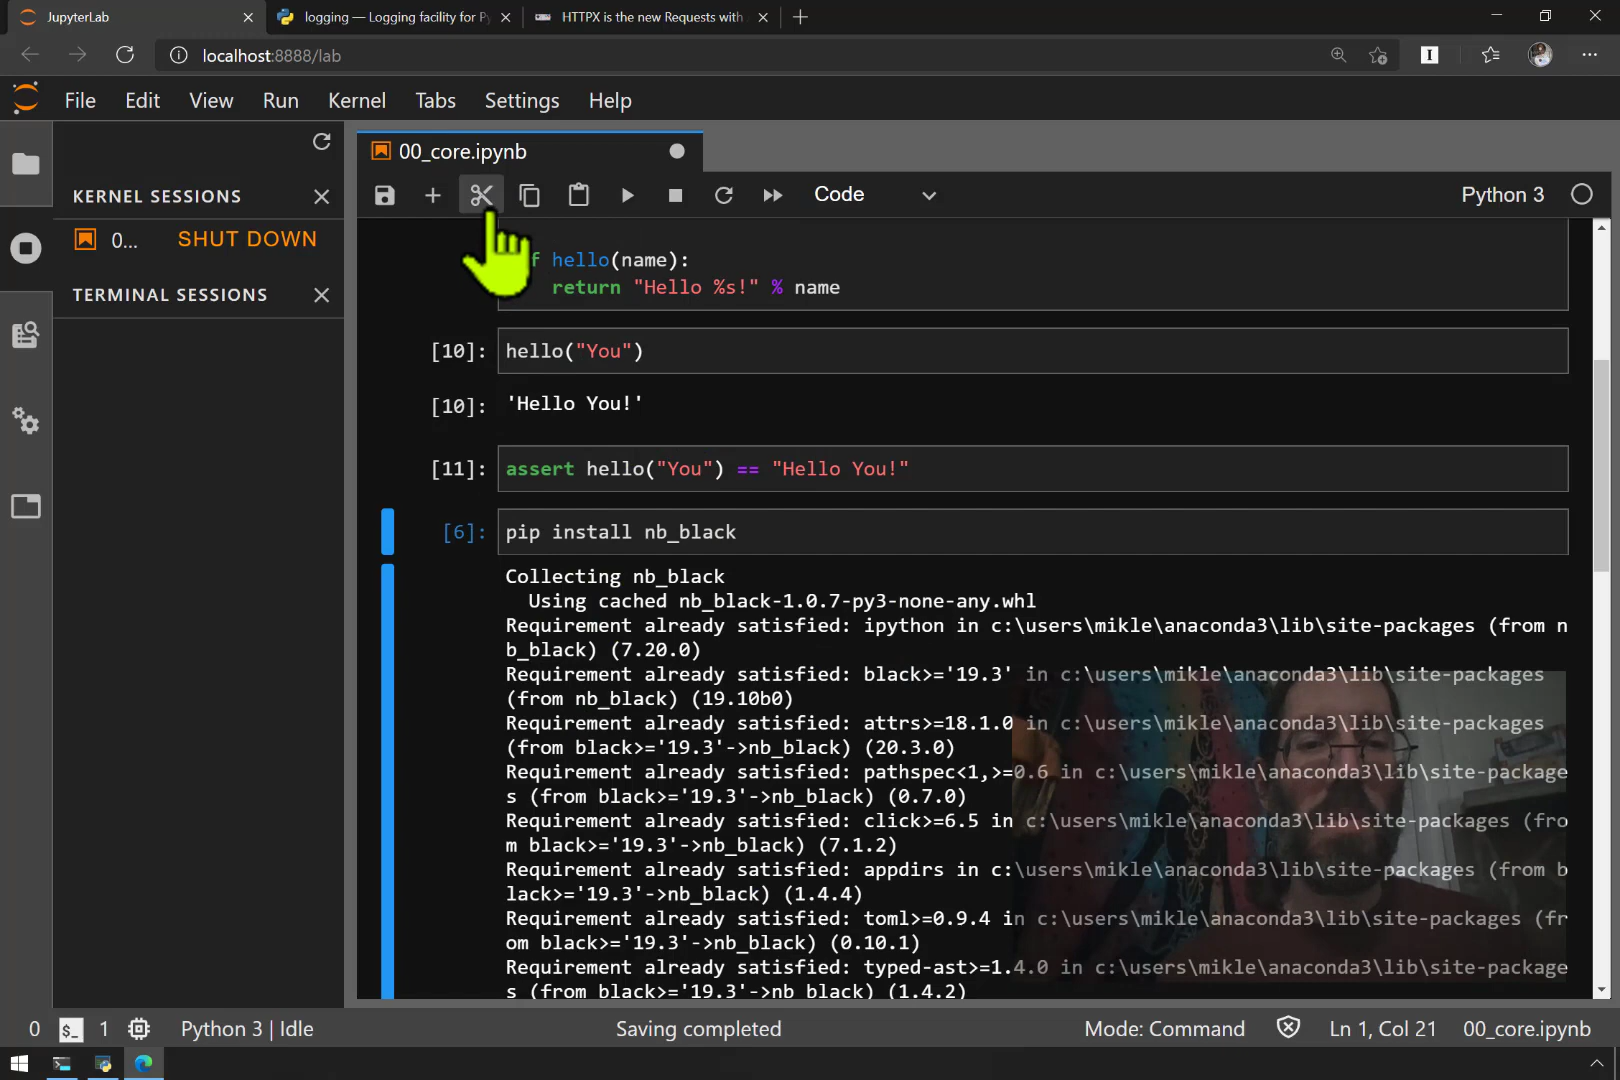 JupyterLab
logging — Logging facility for Py
HTTPX is the new Requests with
localhost:8888/lab
File Edit View Run Kernel Tabs Settings Help
00_core.ipynb
KERNEL SESSIONS
0... SHUT DOWN
TERMINAL SESSIONS
Code
Python 3
f hello(name):
return "Hello %s!" % name
[10]: hello("You")
[10]: 'Hello You!'
[11]: assert hello("You") == "Hello You!"
[6]: pip install nb_black
Collecting nb_black
Using cached nb_black-1.0.7-py3-none-any.whl
Requirement already satisfied: ipython in c:\users\mikle\anaconda3\lib\site-packages (from n
b_black) (7.20.0)
Requirement already satisfied: black>='19.3' in c:\users\mikle\anaconda3\lib\site-packages
(from nb_black) (19.10b0)
Requirement already satisfied: attrs>=18.1.0 in c:\users\mikle\anaconda3\lib\site-packages
(from black>='19.3'->nb_black) (20.3.0)
Requirement already satisfied: pathspec<1,>=0.6 in c:\users\mikle\anaconda3\lib\site-package
s (from black>='19.3'->nb_black) (0.7.0)
Requirement already satisfied: click>=6.5 in c:\users\mikle\anaconda3\lib\site-packages (fro
m black>='19.3'->nb_black) (7.1.2)
Requirement already satisfied: appdirs in c:\users\mikle\anaconda3\lib\site-packages (from b
lack>='19.3'->nb_black) (1.4.4)
Requirement already satisfied: toml>=0.9.4 in c:\users\mikle\anaconda3\lib\site-packages (fr
om black>='19.3'->nb_black) (0.10.1)
Requirement already satisfied: typed-ast>=1.4.0 in c:\users\mikle\anaconda3\lib\site-package
s (from black>='19.3'->nb_black) (1.4.2)
0 $_ 1 Python 3 | Idle Saving completed Mode: Command Ln 1, Col 21 00_core.ipynb